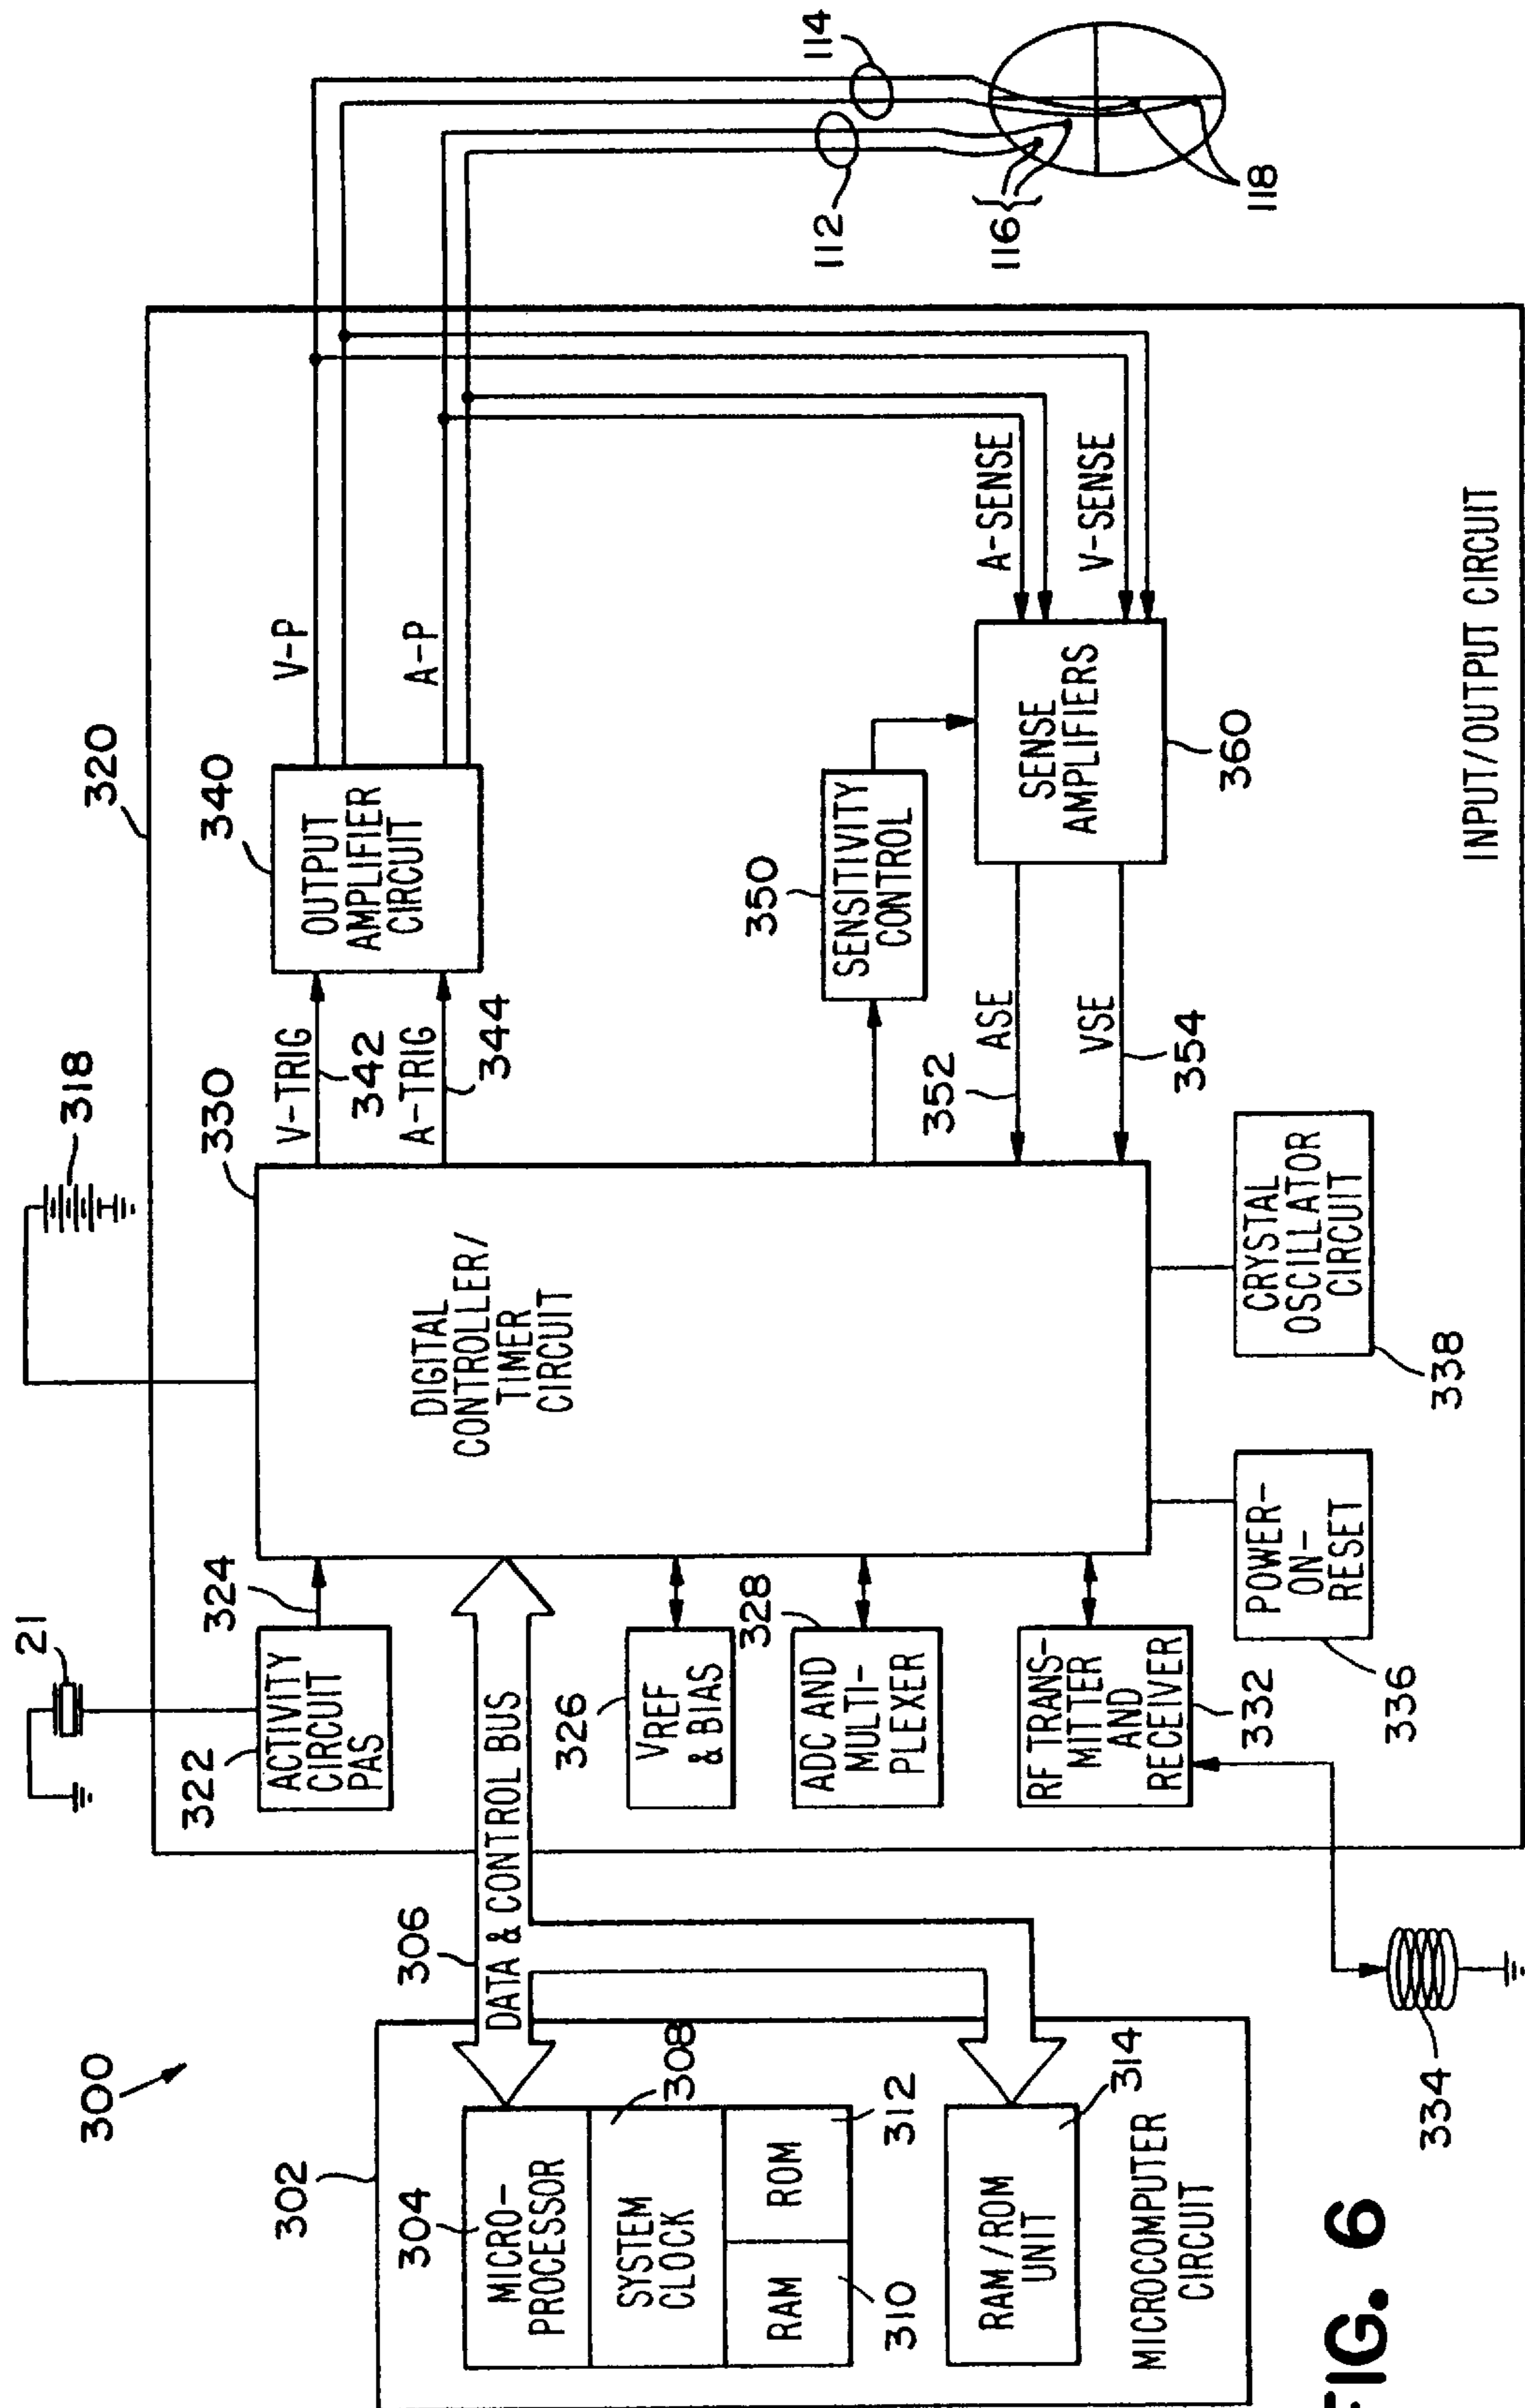 300
302
304
MICRO-
PROCESSOR
SYSTEM
CLOCK
308
RAM
ROM
310
312
RAM/ROM
UNIT
314
MICROCOMPUTER
CIRCUIT
306
DATA & CONTROL BUS
21
322
ACTIVITY
CIRCUIT
PAS
324
326
VREF
& BIAS
328
ADC AND
MULTI-
PLEXER
RF TRANS-
MITTER
AND
RECEIVER
332
334
336
POWER-
ON-
RESET
338
CRYSTAL
OSCILLATOR
CIRCUIT
318
330
DIGITAL
CONTROLLER/
TIMER
CIRCUIT
320
V-TRIG
342
A-TRIG
344
340
OUTPUT
AMPLIFIER
CIRCUIT
V-P
A-P
350
SENSITIVITY
CONTROL
352
ASE
VSE
354
SENSE
AMPLIFIERS
360
A-SENSE
V-SENSE
INPUT/OUTPUT CIRCUIT
112
114
116
118
FIG. 6